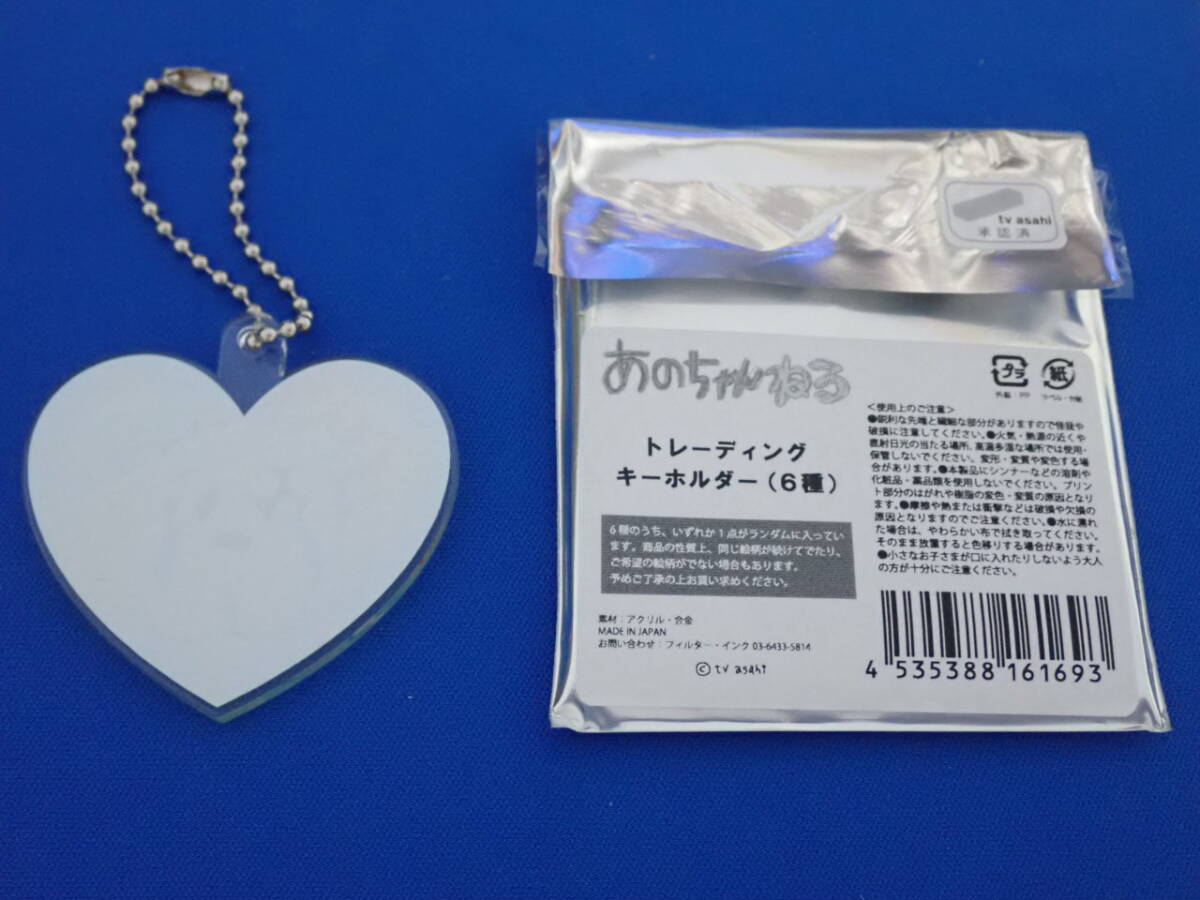 tv asahi
承認済
あのちゃんねる
トレーディング
キーホルダー(6種)
6種のうち、いずれか1点がランダムに入ってい
ます。商品の性質上、同じ絵柄が続けてでたり、
ご希望の絵柄がでない場合もあります。
予めご了承の上お買い求めください。
素材：アクリル・合金
MADE IN JAPAN
お問い合わせ：フィルター・インク 03-6433-5814
©tv asahi
プラ
外装：PP
紙
ラベル・台紙
<使用上のご注意>
●鋭利な先端と繊細な部分がありますので怪我や
破損に注意してください。●火気・熱源の近くや
直射日光の当たる場所、高温多湿な場所では使用・
保管しないでください。変形・変質や変色する場
合があります。●本製品にシンナーなどの溶剤や
化粧品・薬品類を使用しないでください。プリン
ト部分のはがれや樹脂の変色・変質の原因となり
ます。●摩擦や熱または衝撃などは破損や欠損の
原因となりますのでご注意ください。●水に濡れ
た場合は、やわらかい布で拭き取ってください。
そのまま放置すると色移りする場合があります。
●小さなお子さまが口に入れたりしないよう大人
の方が十分にご注意ください。
4 535388 161693